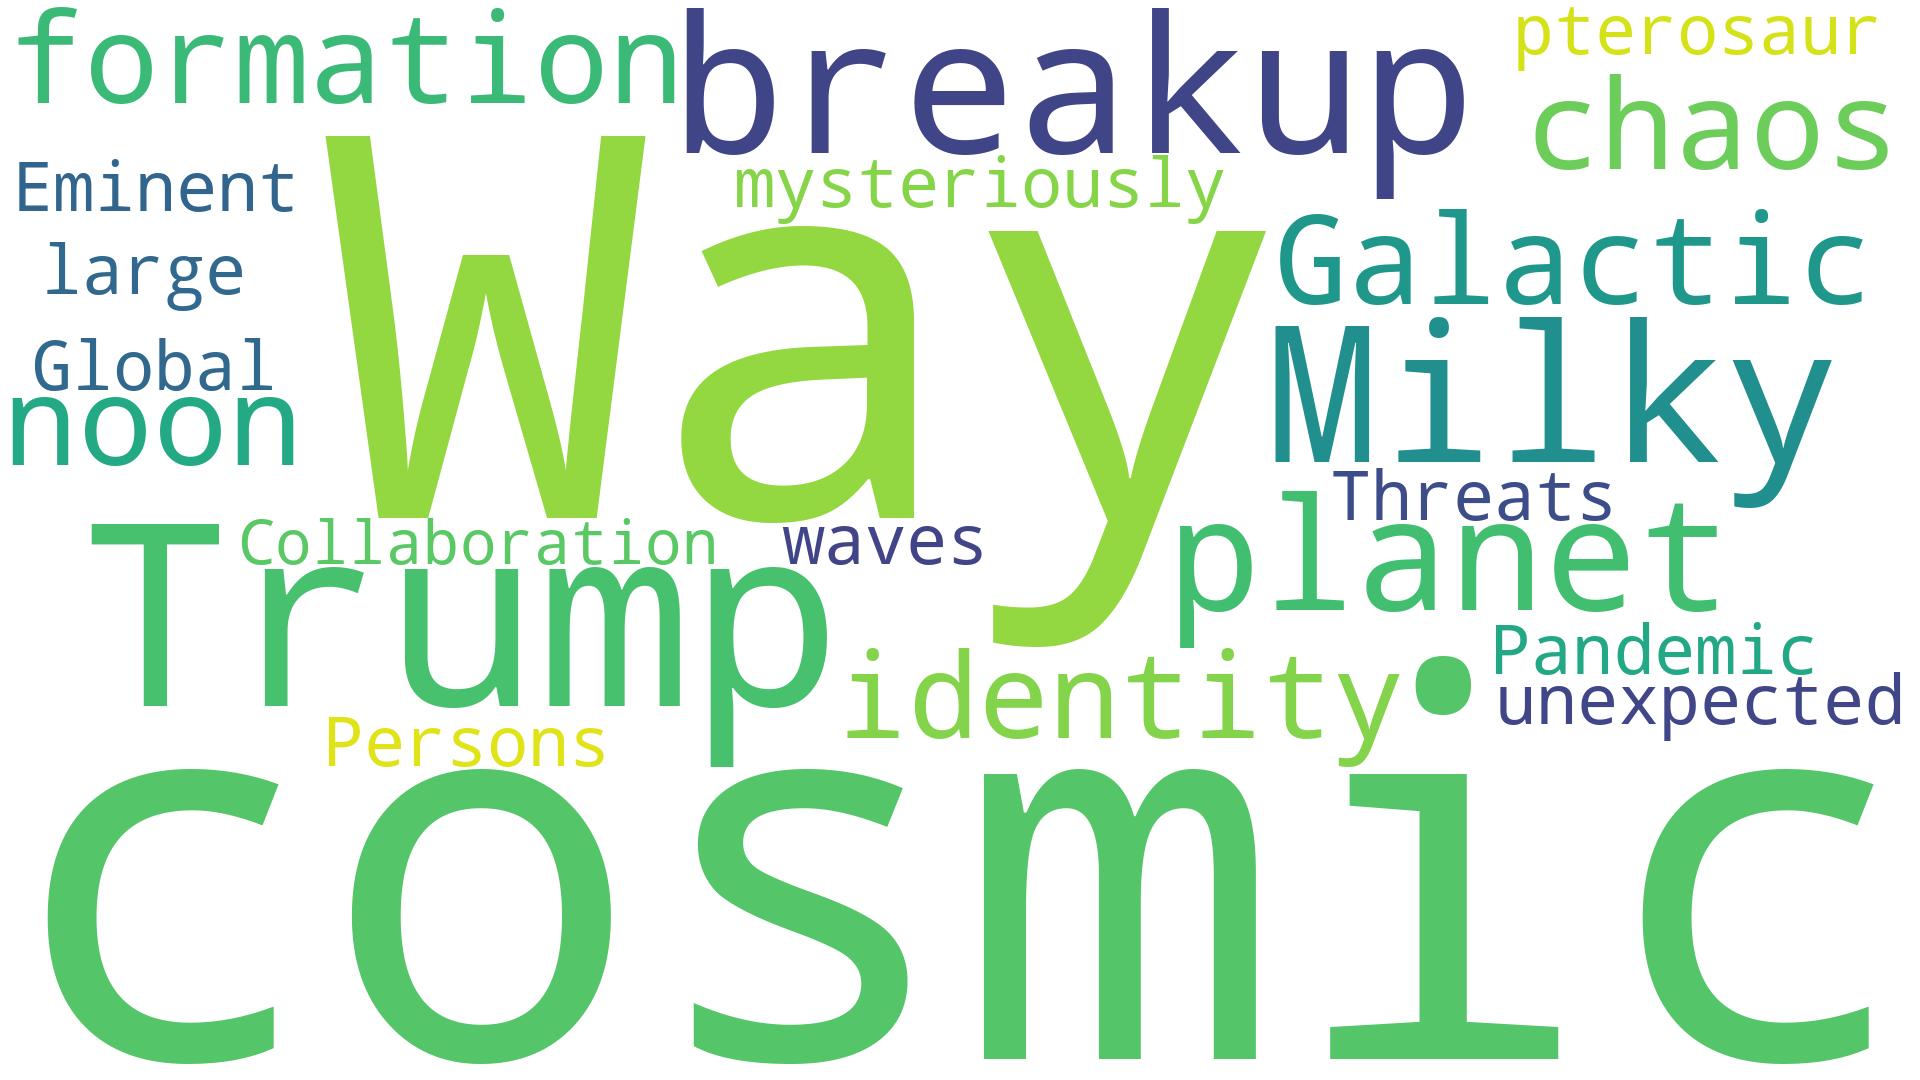 formation
breakup
pterosaur
chaos
Eminent
mysteriously
Way
large
Galactic
Global
Milky
noon
Threats
Trump
Collaboration
waves
planet
identity
Pandemic
unexpected
Persons
cosmic